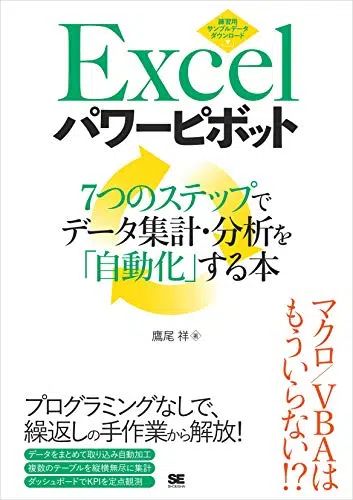 練習用
サンプルデータ
ダウンロード
Excel
パワーピボット
7つのステップで
データ集計・分析を
「自動化」する本
鷹尾 祥 著
マクロ/VBAは
もういらない!?
プログラミングなしで、
繰返しの手作業から解放!
データをまとめて取り込み自動加工
複数のテーブルを縦横無尽に集計
ダッシュボードでKPIを定点観測
SE
SHOEISHA